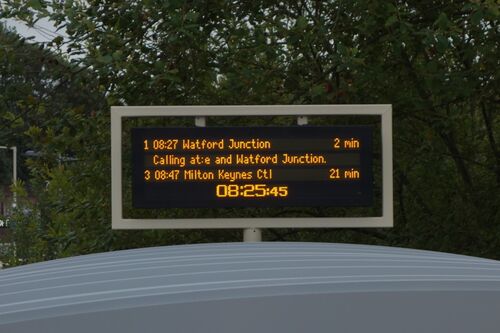 1 08:27 Watford Junction 2 min
Calling at:e and Watford Junction.
3 08:47 Milton Keynes Ctl 21 min
08:25:45